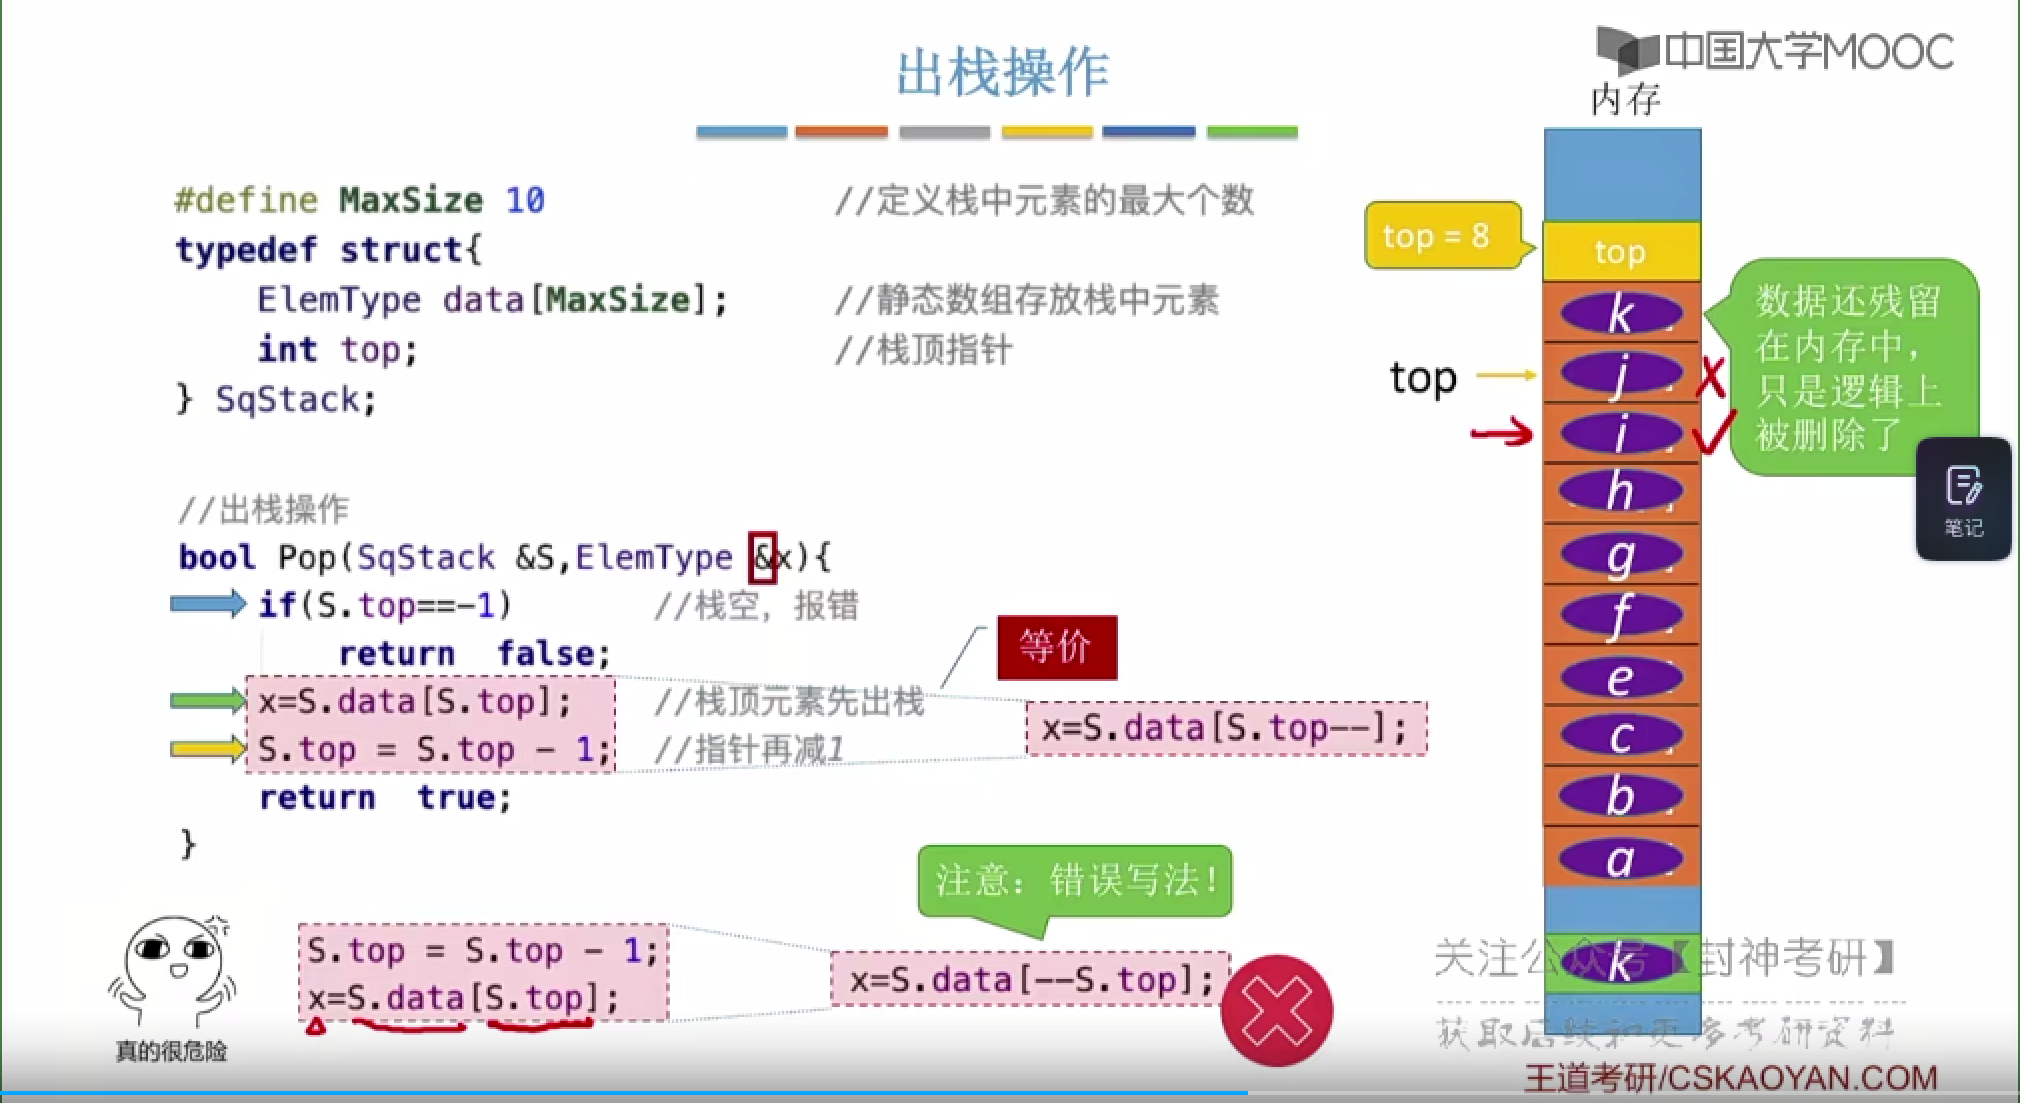 中国大学MOOC
出栈操作
内存
#define MaxSize 10 //定义栈中元素的最大个数
typedef struct{
ElemType data[MaxSize]; //静态数组存放栈中元素
int top; //栈顶指针
} SqStack;
//出栈操作
bool Pop(SqStack &S,ElemType &x){
if(S.top==-1) //栈空，报错
return false;
x=S.data[S.top]; //栈顶元素先出栈
S.top = S.top - 1; //指针再减1
return true;
}
等价
x=S.data[S.top--];
注意：错误写法！
S.top = S.top - 1;
x=S.data[S.top];
x=S.data[--S.top];
真的很危险
top = 8
top
top
k
j
i
h
g
f
e
c
b
a
k
数据还残留
在内存中，
只是逻辑上
被删除了
笔记
关注公众号【封神考研】
获取后续和更多考研资料
王道考研/CSKAOYAN.COM